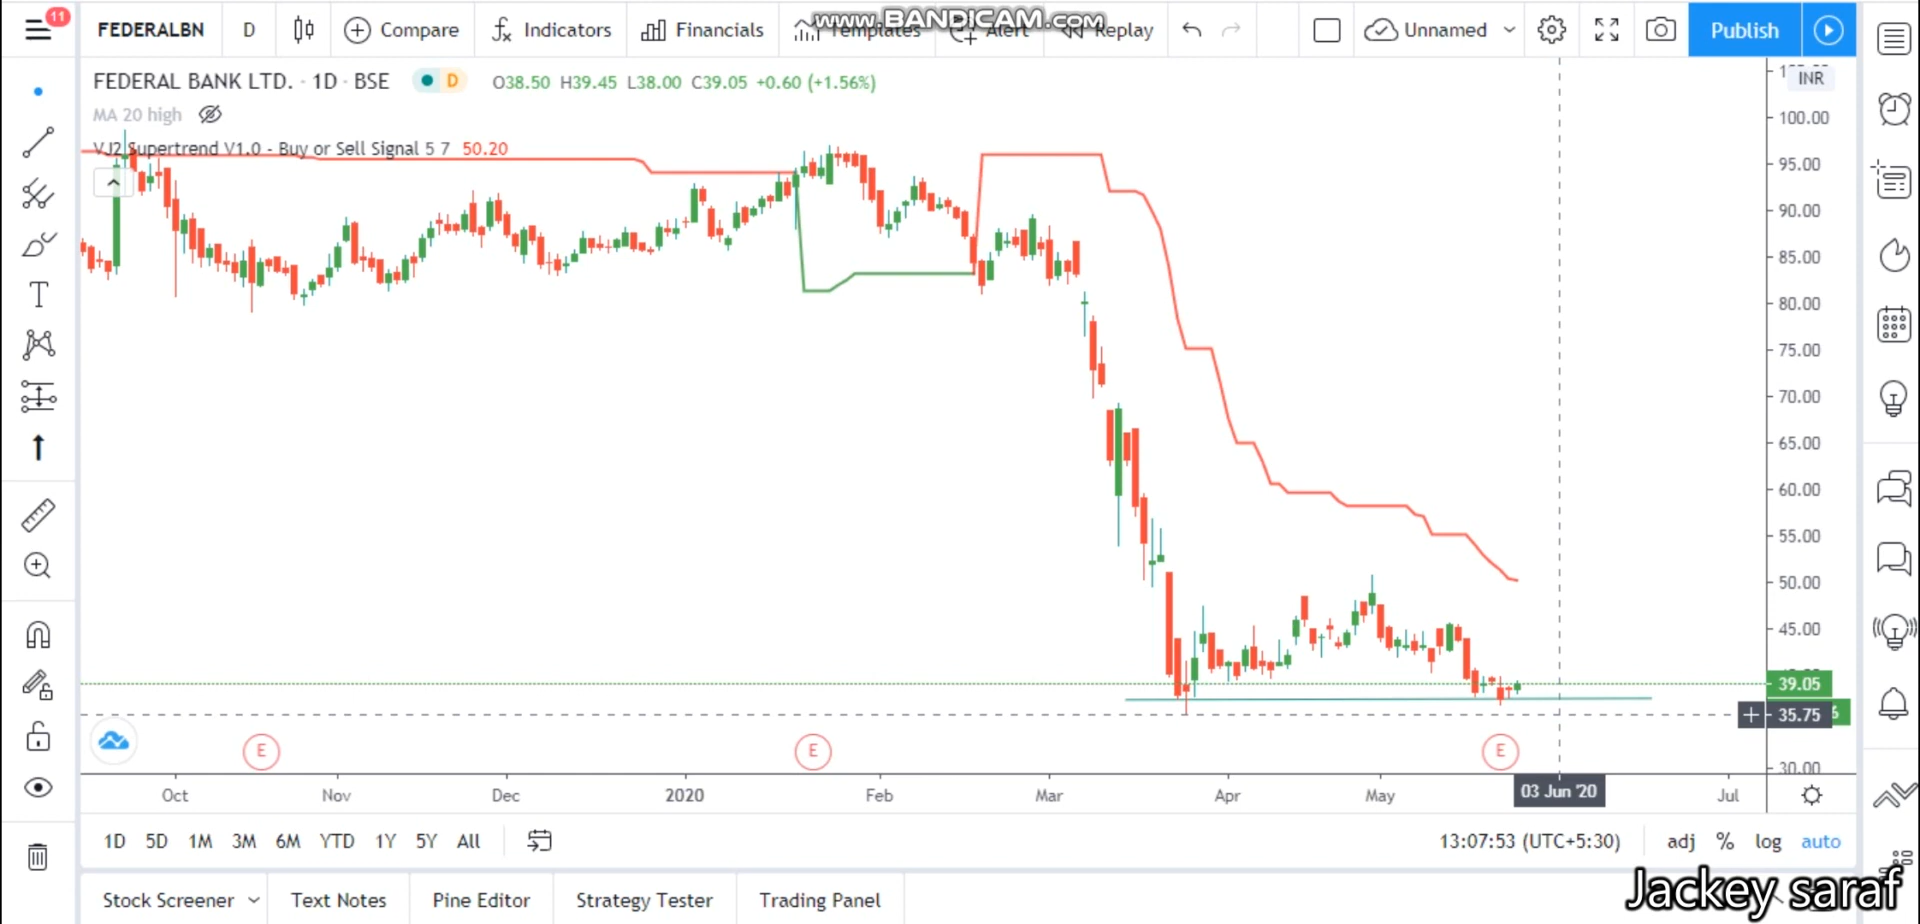 11
FEDERALBN D Compare Indicators Financials Templates Alert Replay Unnamed Publish
www.BANDICAM.com
FEDERAL BANK LTD. · 1D · BSE D O38.50 H39.45 L38.00 C39.05 +0.60 (+1.56%)
INR
MA 20 high
VJ2 Supertrend V1.0 - Buy or Sell Signal 5 7 50.20
100.00
95.00
90.00
85.00
80.00
75.00
70.00
65.00
60.00
55.00
50.00
45.00
39.05
35.75
30.00
E E E
Oct Nov Dec 2020 Feb Mar Apr May 03 Jun '20 Jul
1D 5D 1M 3M 6M YTD 1Y 5Y All 13:07:53 (UTC+5:30) adj % log auto
Stock Screener Text Notes Pine Editor Strategy Tester Trading Panel
Jackey saraf